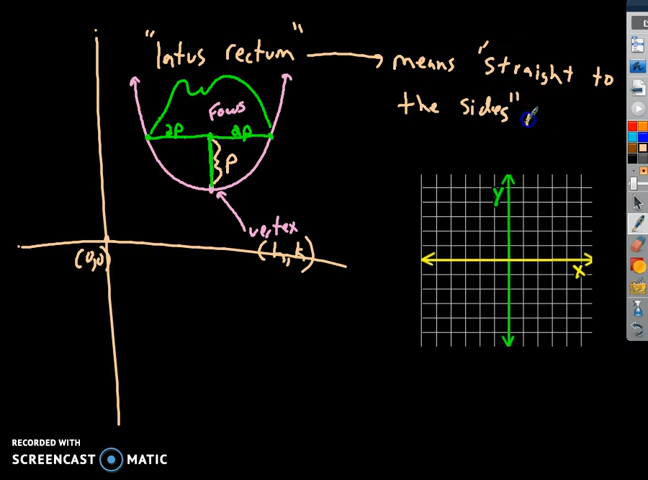 "latus rectum" means "straight to
the sides"
Focus
2P 2P
P
vertex
(h, k)
(0,0)
y
x
RECORDED WITH
SCREENCAST MATIC